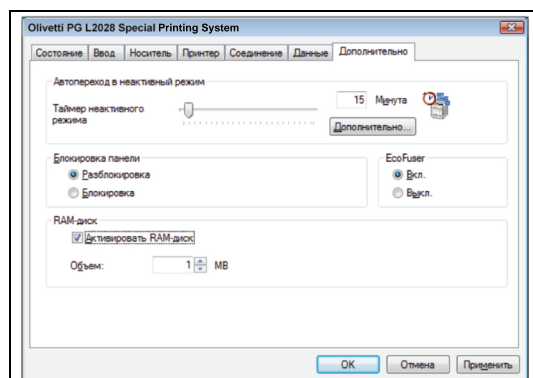 Olivetti PG L2028 Special Printing System
Состояние Ввод Носитель Принтер Соединение Данные Дополнительно
Автопереход в неактивный режим
Таймер неактивного режима
15 Минута
Дополнительно...
Блокировка панели
Разблокировка
Блокировка
EcoFuser
Вкл.
Выкл.
RAM-диск
Активировать RAM-диск
Объем: 1 MB
OK Отмена Применить